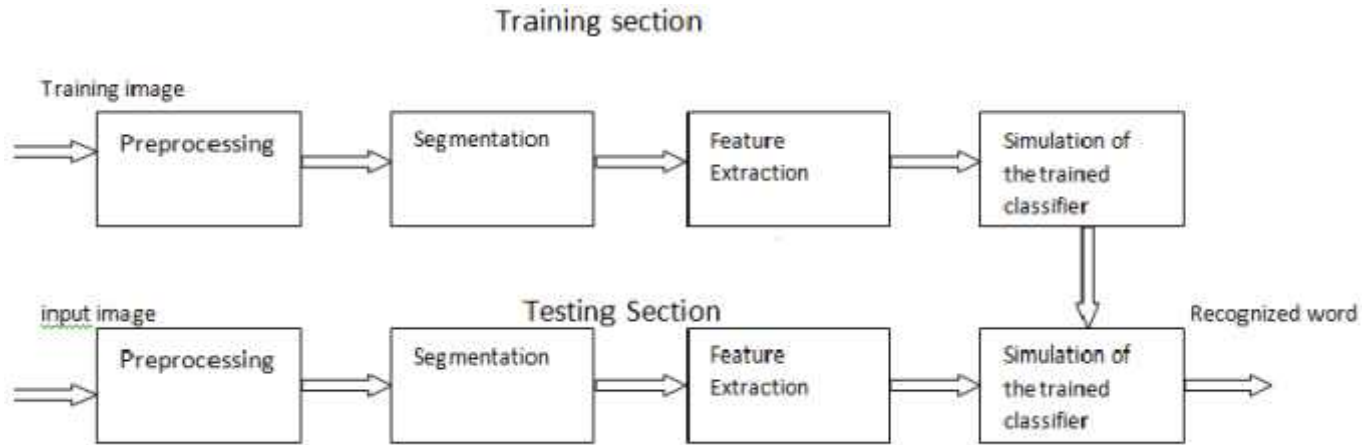 Training section
Training image
Preprocessing
Segmentation
Feature
Extraction
Simulation of
the trained
classifier
Testing Section
input image
Recognized word
Preprocessing
Segmentation
Feature
Extraction
Simulation of
the trained
classifier